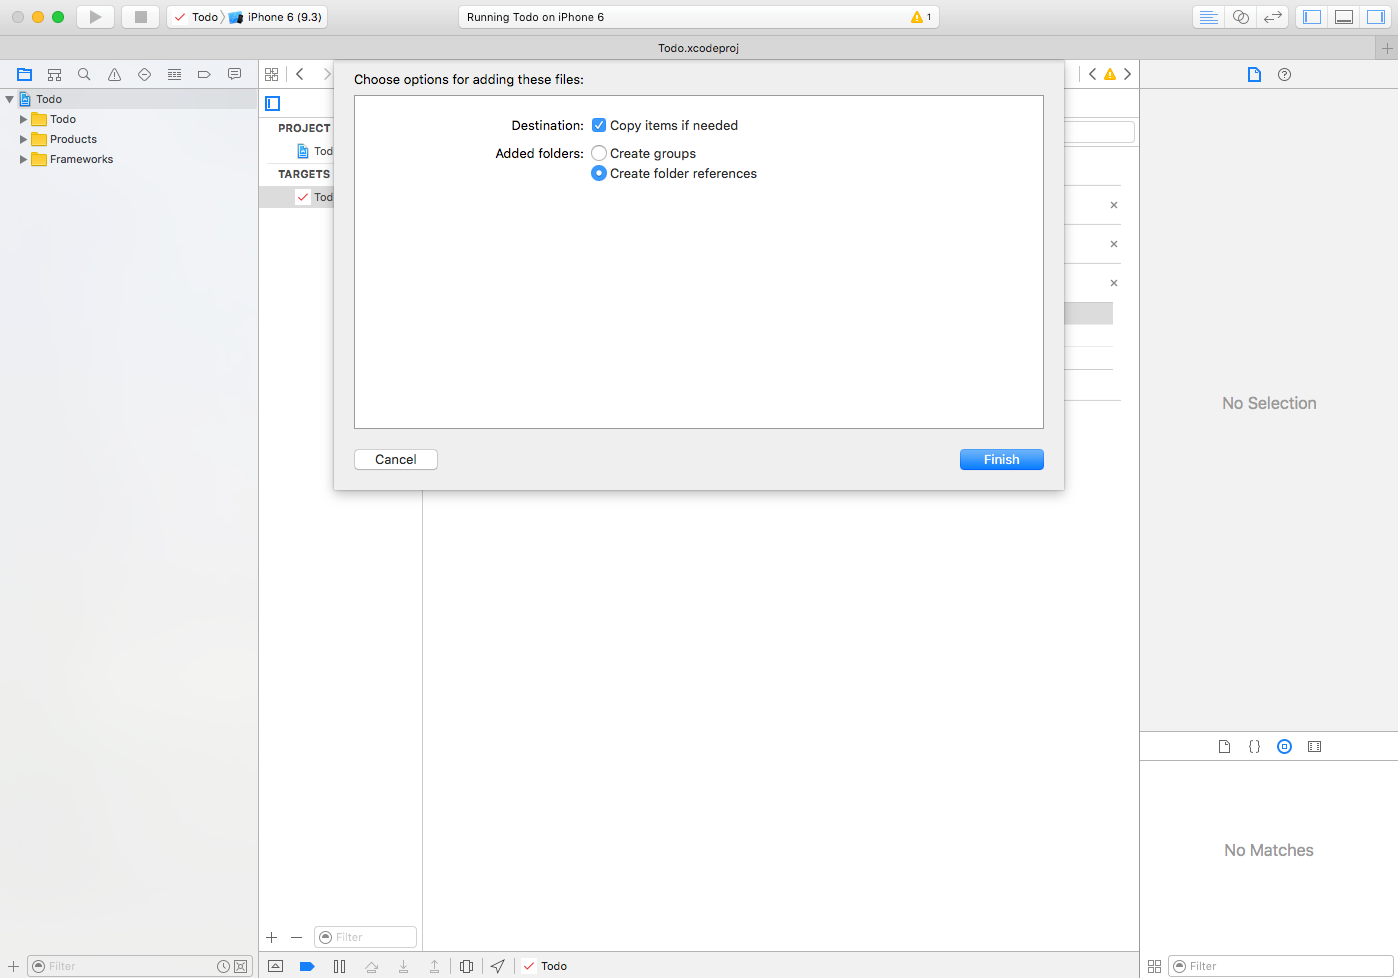 Todo
iPhone 6 (9.3)
Running Todo on iPhone 6
1
Todo.xcodeproj
Todo
Todo
Products
Frameworks
PROJECT
Tod
TARGETS
Tod
Choose options for adding these files:
Destination:
Copy items if needed
Added folders:
Create groups
Create folder references
Cancel
Finish
No Selection
{}
No Matches
Filter
Filter
Todo
Filter